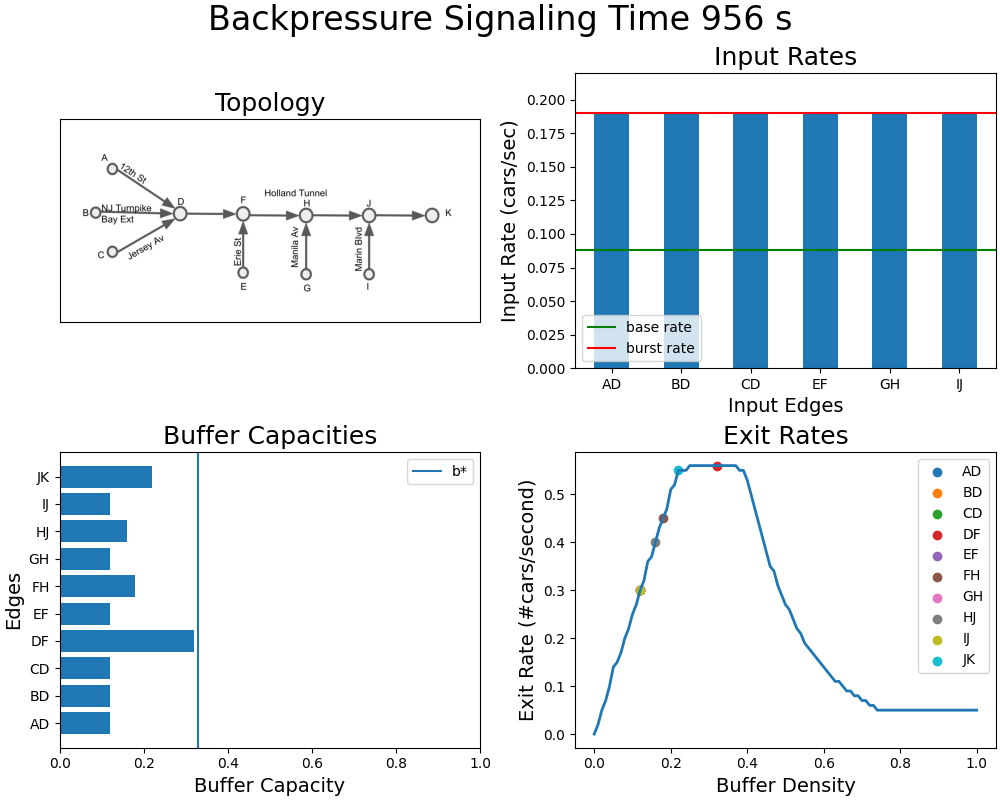 Backpressure Signaling Time 956 s
Topology
A
12th St
B
NJ Turnpike
Bay Ext
C
Jersey Av
D
F
Holland Tunnel
H
J
K
Erie St
Manila Av
Marin Blvd
E
G
I
Input Rates
Input Rate (cars/sec)
0.200
0.175
0.150
0.125
0.100
0.075
0.050
0.025
0.000
base rate
burst rate
AD BD CD EF GH IJ
Input Edges
Buffer Capacities
Edges
b*
JK
IJ
HJ
GH
FH
EF
DF
CD
BD
AD
0.0 0.2 0.4 0.6 0.8 1.0
Buffer Capacity
Exit Rates
Exit Rate (#cars/second)
0.5
0.4
0.3
0.2
0.1
0.0
AD
BD
CD
DF
EF
FH
GH
HJ
IJ
JK
0.0 0.2 0.4 0.6 0.8 1.0
Buffer Density